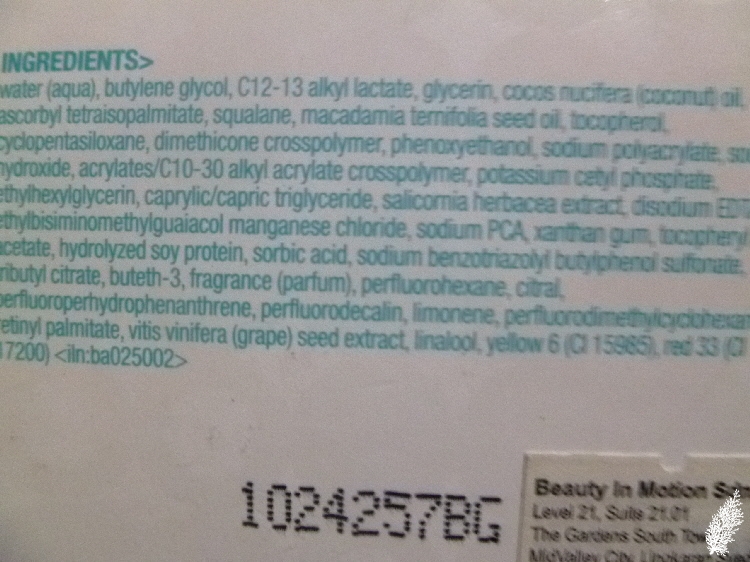 INGREDIENTS>
water (aqua), butylene glycol, C12-13 alkyl lactate, glycerin, cocos nucifera (coconut) oil,
ascorbyl tetraisopalmitate, squalane, macadamia ternifolia seed oil, tocopherol,
cyclopentasiloxane, dimethicone crosspolymer, phenoxyethanol, sodium polyacrylate,
hydroxide, acrylates/C10-30 alkyl acrylate crosspolymer, potassium cetyl phosphate,
ethylhexylglycerin, caprylic/capric triglyceride, salicornia herbacea extract, disodium EDT
ethylbisiminomethylguaiacol manganese chloride, sodium PCA, xanthan gum, tocopheryl
acetate, hydrolyzed soy protein, sorbic acid, sodium benzotriazolyl butylphenol sulfonate,
ributyl citrate, buteth-3, fragrance (parfum), perfluorohexane, citral,
perfluoroperhydrophenanthrene, perfluorodecalin, limonene, perfluorodimethylcyclohexan
retinyl palmitate, vitis vinifera (grape) seed extract, linalool, yellow 6 (CI 15985), red 33 (CI
17200) <iln:ba025002>
1024257BG
Beauty In Motion
Level 21, Suite 21.01
The Gardens South
MidValley City, Lingkaran